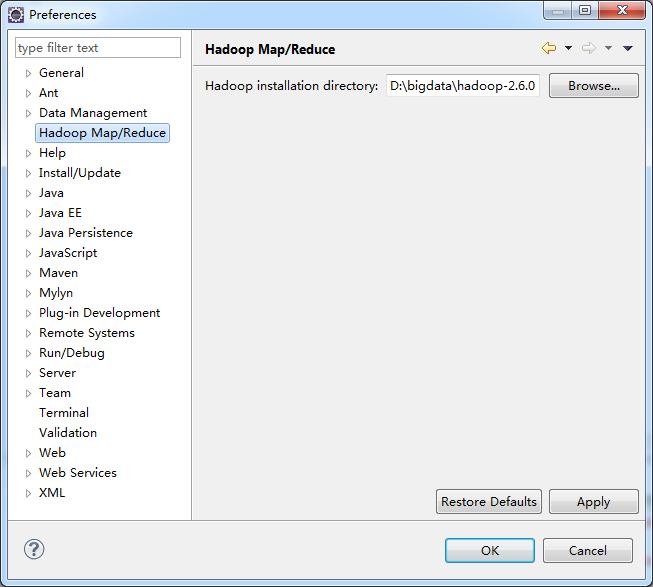 Preferences
type filter text
General
Ant
Data Management
Hadoop Map/Reduce
Help
Install/Update
Java
Java EE
Java Persistence
JavaScript
Maven
Mylyn
Plug-in Development
Remote Systems
Run/Debug
Server
Team
Terminal
Validation
Web
Web Services
XML
Hadoop Map/Reduce
Hadoop installation directory: D:\bigdata\hadoop-2.6.0 Browse...
Restore Defaults Apply
? OK Cancel